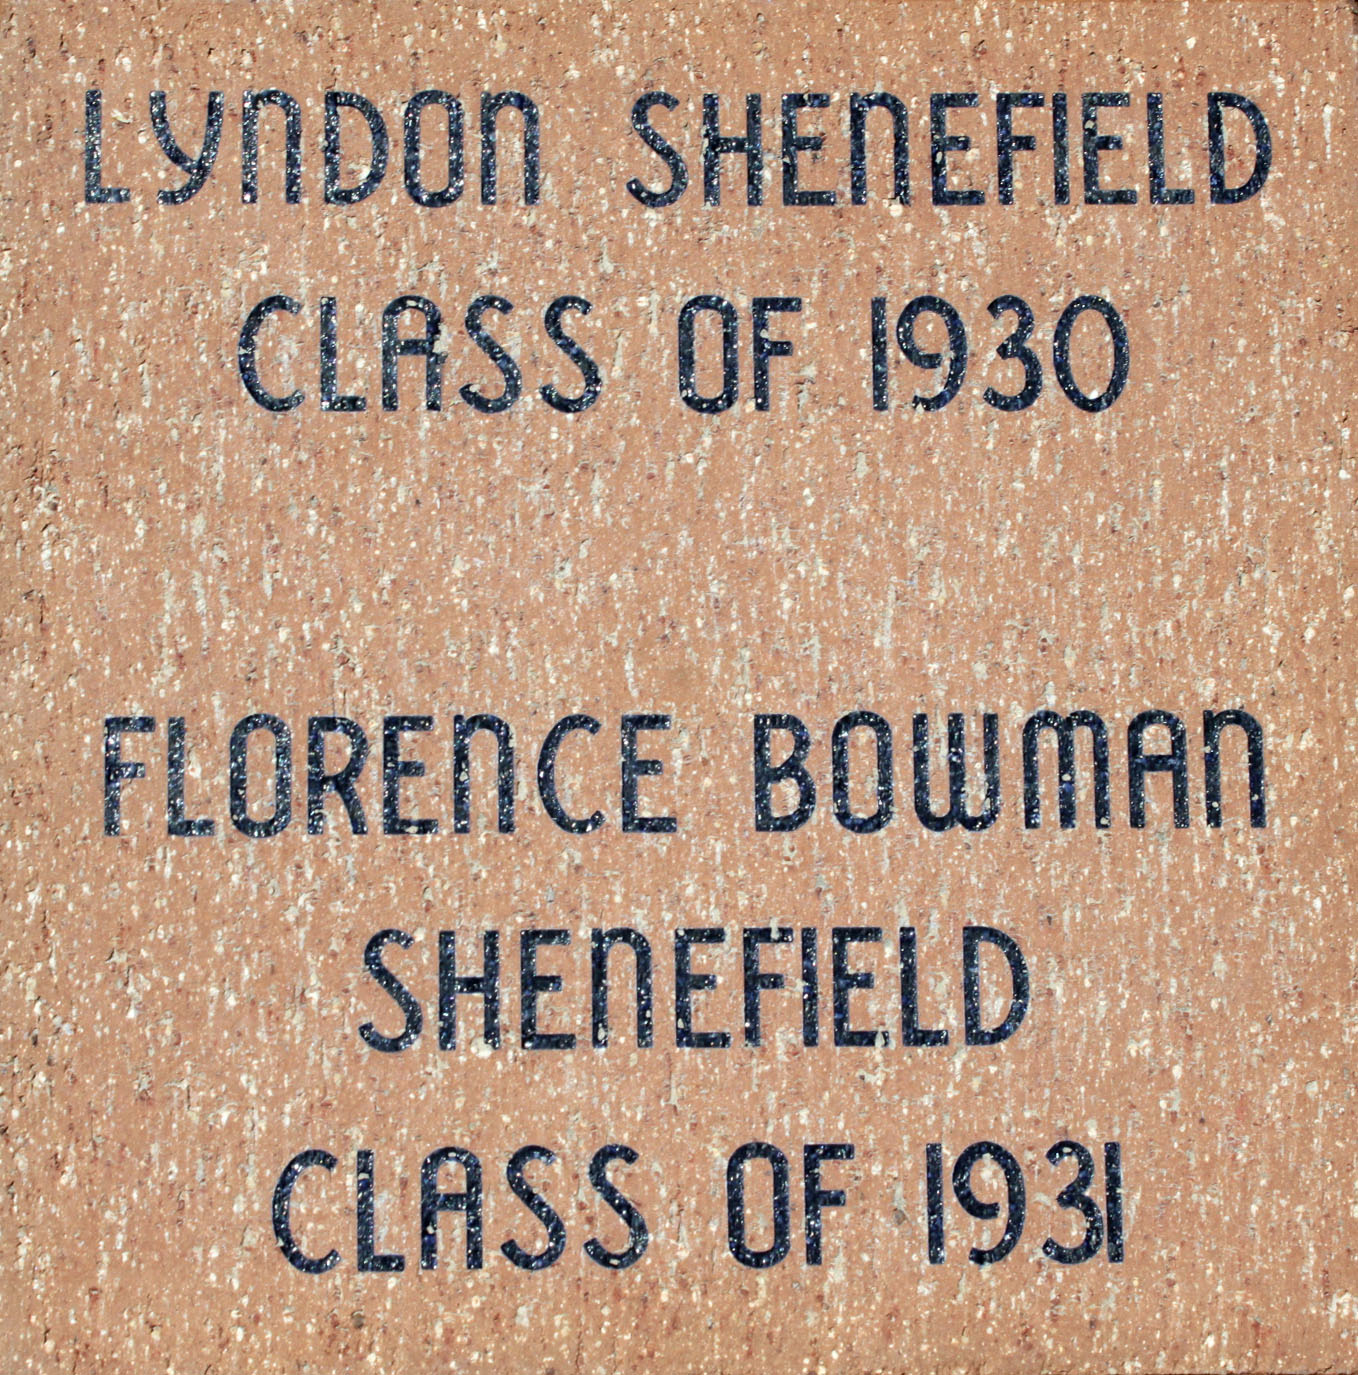 LYNDON SHENEFIELD
CLASS OF 1930
FLORENCE BOWMAN
SHENEFIELD
CLASS OF 1931